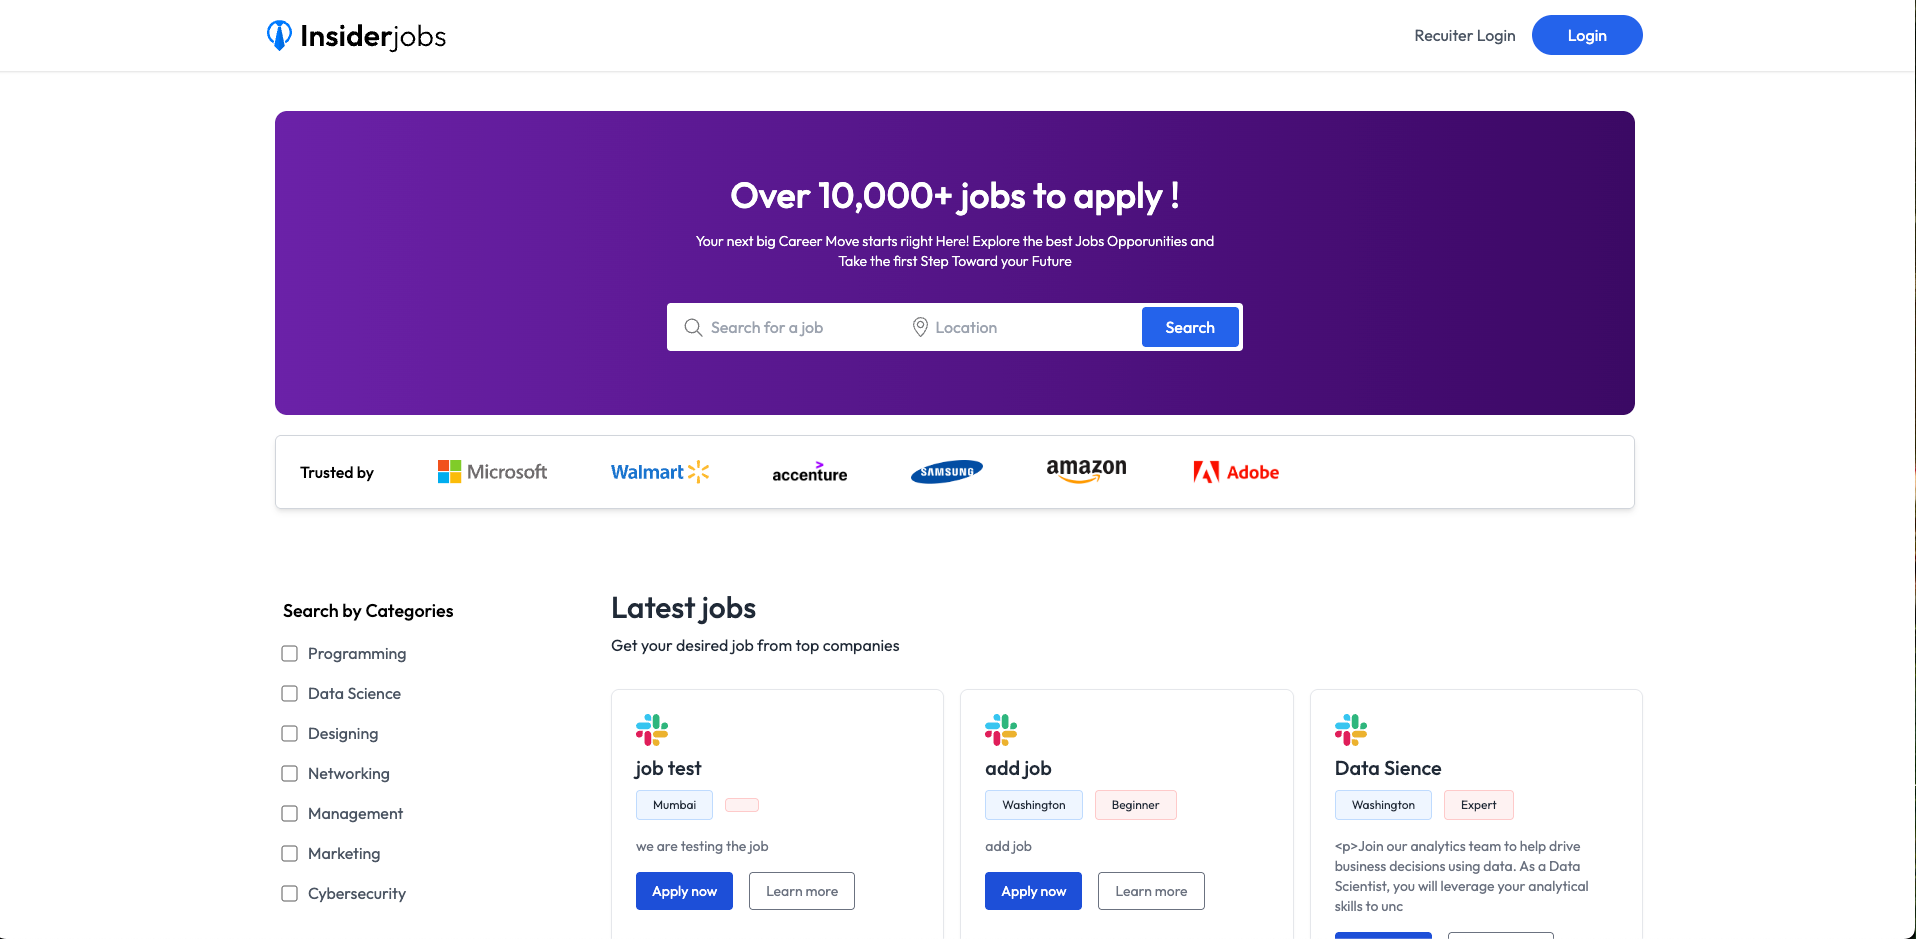 Insiderjobs
Recuiter Login
Login
Over 10,000+ jobs to apply !
Your next big Career Move starts riight Here! Explore the best Jobs Opporunities and
Take the first Step Toward your Future
Search for a job
Location
Search
Trusted by
Microsoft
Walmart
accenture
SAMSUNG
amazon
Adobe
Search by Categories
Programming
Data Science
Designing
Networking
Management
Marketing
Cybersecurity
Latest jobs
Get your desired job from top companies
job test
Mumbai
we are testing the job
Apply now
Learn more
add job
Washington
Beginner
add job
Apply now
Learn more
Data Sience
Washington
Expert
<p>Join our analytics team to help drive
business decisions using data. As a Data
Scientist, you will leverage your analytical
skills to unc